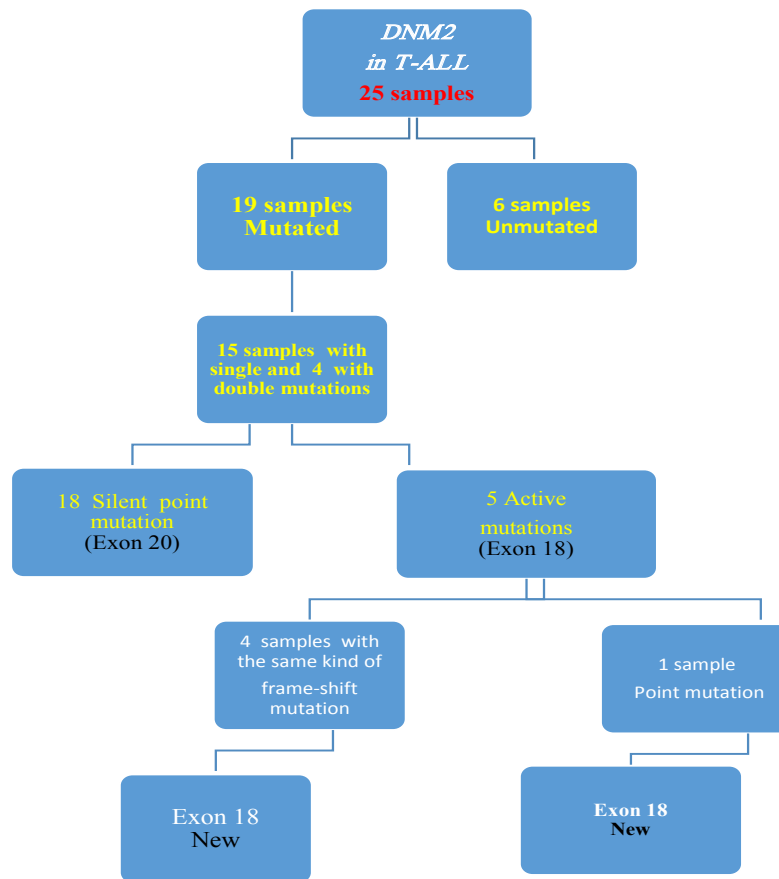 DNM2
in T-ALL
25 samples
19 samples
Mutated
6 samples
Unmutated
15 samples with
single and 4 with
double mutations
18 Silent point
mutation
(Exon 20)
5 Active
mutations
(Exon 18)
4 samples with
the same kind of
frame-shift
mutation
1 sample
Point mutation
Exon 18
New
Exon 18
New